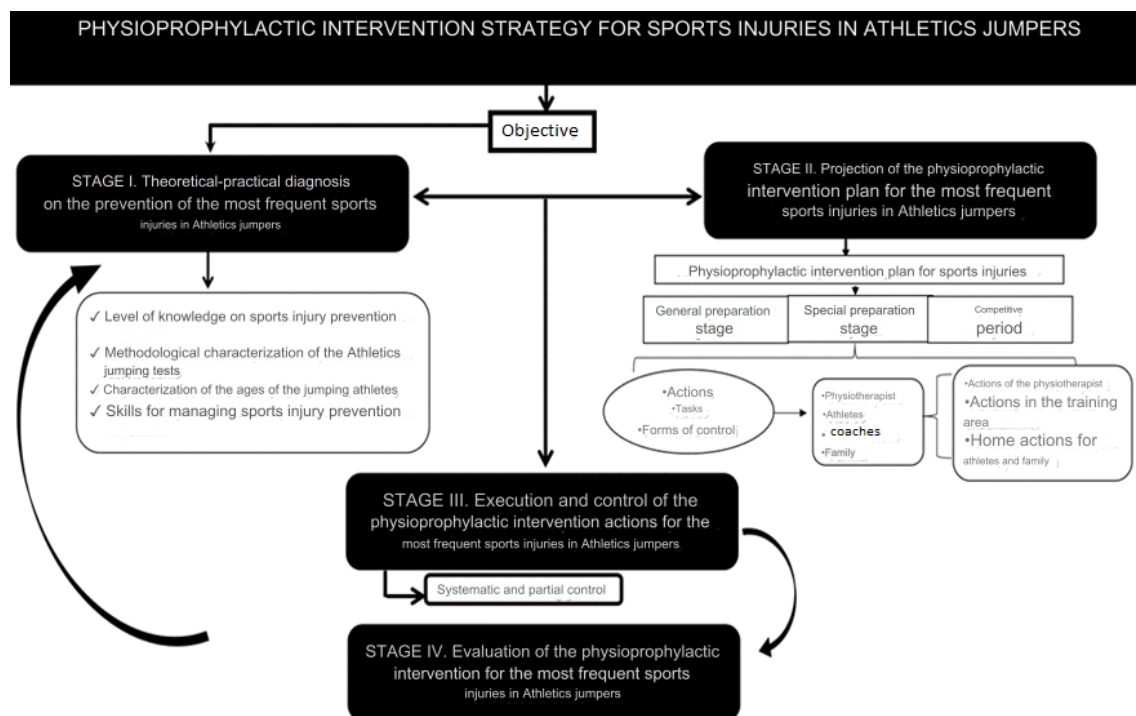 PHYSIOPROPHYLACTIC INTERVENTION STRATEGY FOR SPORTS INJURIES IN ATHLETICS JUMPERS
Objective
STAGE I. Theoretical-practical diagnosis
on the prevention of the most frequent sports
injuries in Athletics jumpers
STAGE II. Projection of the physioprophylactic
intervention plan for the most frequent
sports injuries in Athletics jumpers
Physioprophylactic intervention plan for sports injuries
General preparation
stage
Special preparation
stage
Competitive
period
✓ Level of knowledge on sports injury prevention
✓ Methodological characterization of the Athletics
jumping tests
✓ Characterization of the ages of the jumping athletes
✓ Skills for managing sports injury prevention
•Actions
•Tasks
•Forms of control
•Physiotherapist
•Athletes
• coaches
•Family
•Actions of the physiotherapist
•Actions in the training
area
•Home actions for
athletes and family
STAGE III. Execution and control of the
physioprophylactic intervention actions for the
most frequent sports injuries in Athletics jumpers
Systematic and partial control
STAGE IV. Evaluation of the physioprophylactic
intervention for the most frequent sports
injuries in Athletics jumpers